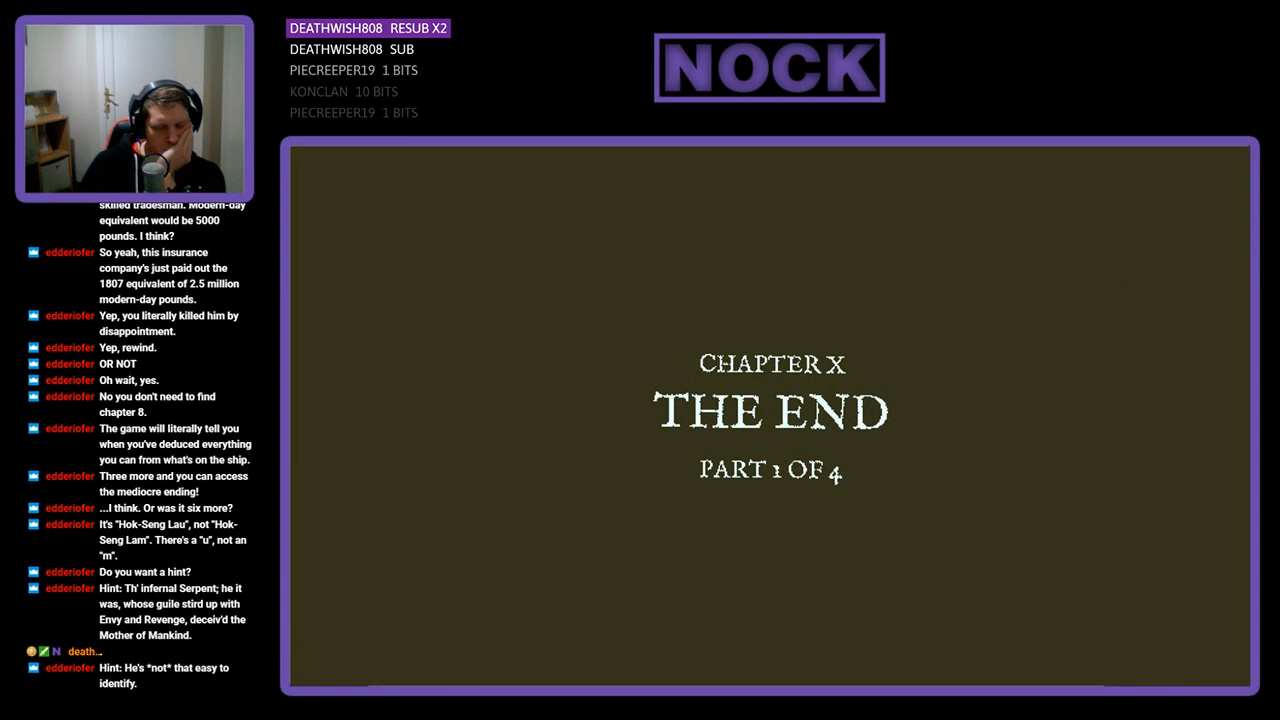 DEATHWISH808 RESUB X2
DEATHWISH808 SUB
PIECREEPER19 1 BITS
KONCLAN 10 BITS
PIECREEPER19 1 BITS
NOCK
skilled tradesman. Modern-day
equivalent would be 5000
pounds. I think?
edderiofer So yeah, this insurance
company's just paid out the
1807 equivalent of 2.5 million
modern-day pounds.
edderiofer Yep, you literally killed him by
disappointment.
edderiofer Yep, rewind.
edderiofer OR NOT
edderiofer Oh wait, yes.
edderiofer No you don't need to find
chapter 8.
edderiofer The game will literally tell you
when you've deduced everything
you can from what's on the ship.
edderiofer Three more and you can access
the mediocre ending!
edderiofer ...I think. Or was it six more?
edderiofer It's "Hok-Seng Lau", not "Hok-
Seng Lam". There's a "u", not an
"m".
edderiofer Do you want a hint?
edderiofer Hint: Th' infernal Serpent; he it
was, whose guile stird up with
Envy and Revenge, deceiv'd the
Mother of Mankind.
N death... .
edderiofer Hint: He's *not* that easy to
identify.
CHAPTER X
THE END
PART 1 OF 4